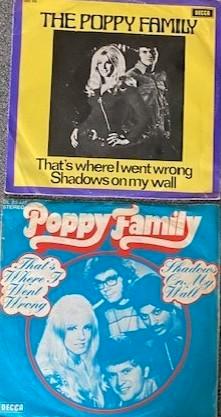 DECCA
THE POPPY FAMILY
That's where I went wrong
Shadows on my wall
STEREO
Poppy Family
That's
Where I
Went
Wrong
Shadows
On My
Wall
DECCA